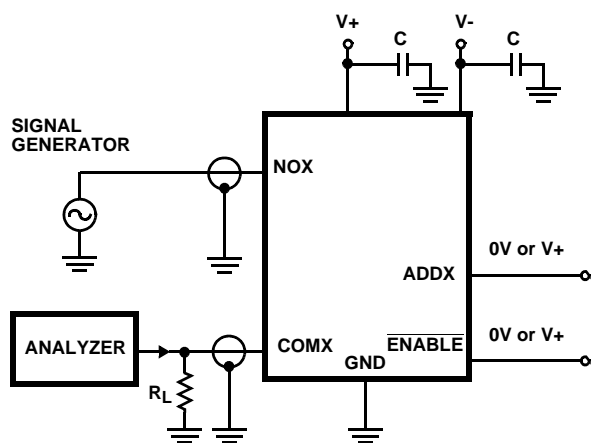 V+
V-
C
C
SIGNAL
GENERATOR
NOX
0V or V+
ADDX
0V or V+
ANALYZER
COMX
ENABLE
GND
RL